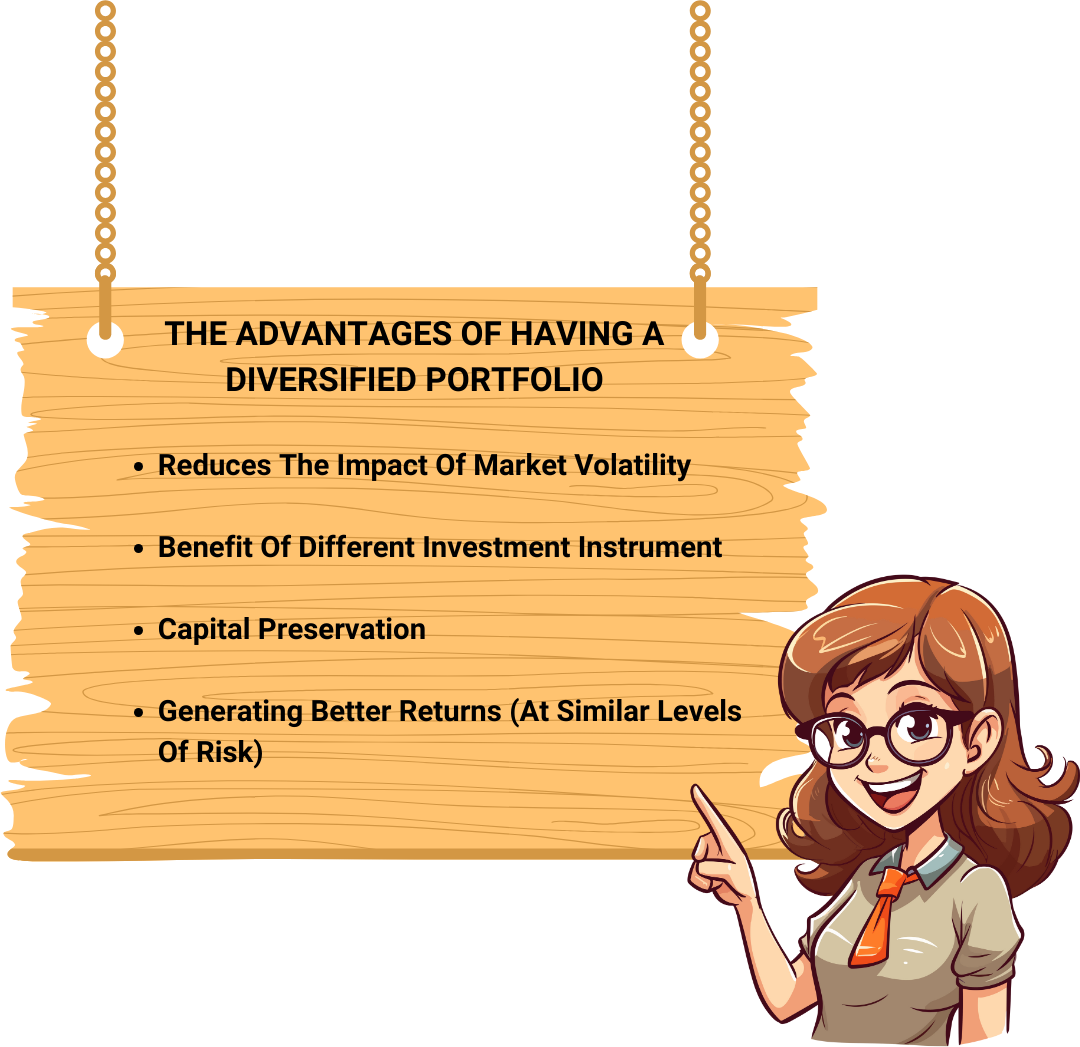 THE ADVANTAGES OF HAVING A
DIVERSIFIED PORTFOLIO
• Reduces The Impact Of Market Volatility
• Benefit Of Different Investment Instrument
• Capital Preservation
• Generating Better Returns (At Similar Levels
Of Risk)